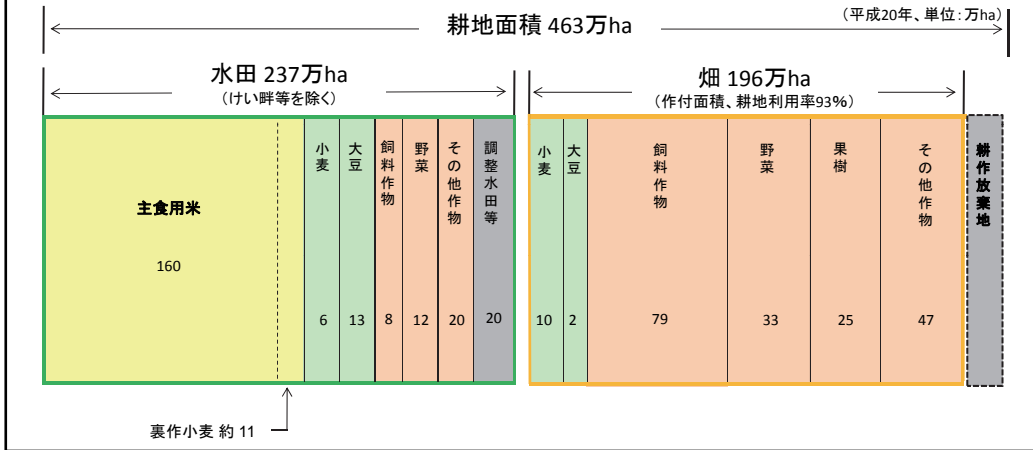 (平成20年、単位:万ha)
耕地面積 463万ha
水田 237万ha
(けい畔等を除く)
畑 196万ha
(作付面積、耕地利用率93%)
主食用米
160
小麦
6
大豆
13
飼料作物
8
野菜
12
その他作物
20
調整水田等
20
小麦
10
大豆
2
飼料作物
79
野菜
33
果樹
25
その他作物
47
耕作放棄地
裏作小麦 約 11